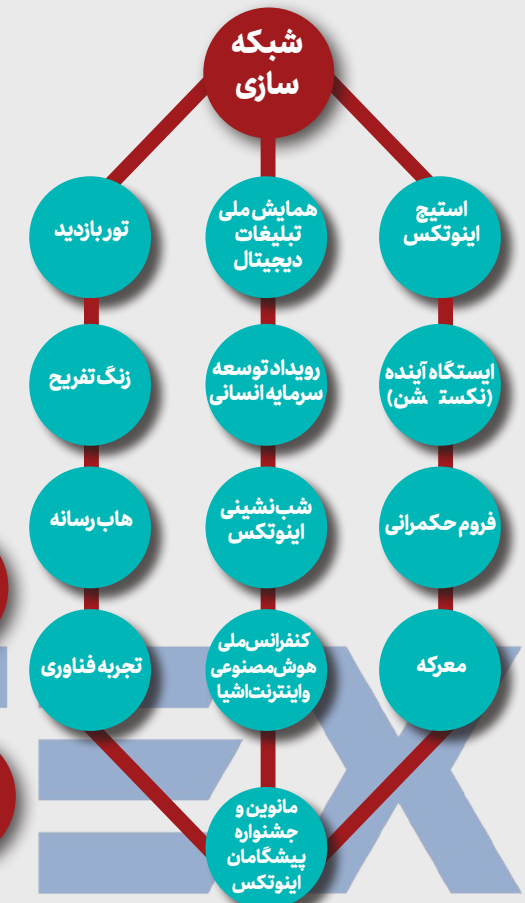 شبکه
سازی
استیج
اینوتکس
همایش ملی
تبلیغات
دیجیتال
تور بازدید
ایستگاه آینده
(نکست شن)
رویداد توسعه
سرمایه انسانی
زنگ تفریح
فروم حکمرانی
شب‌نشینی
اینوتکس
هاب رسانه
معرکه
کنفرانس ملی
هوش مصنوعی
و اینترنت اشیا
تجربه فناوری
مانوین و
جشنواره
پیشگامان
اینوتکس
EX